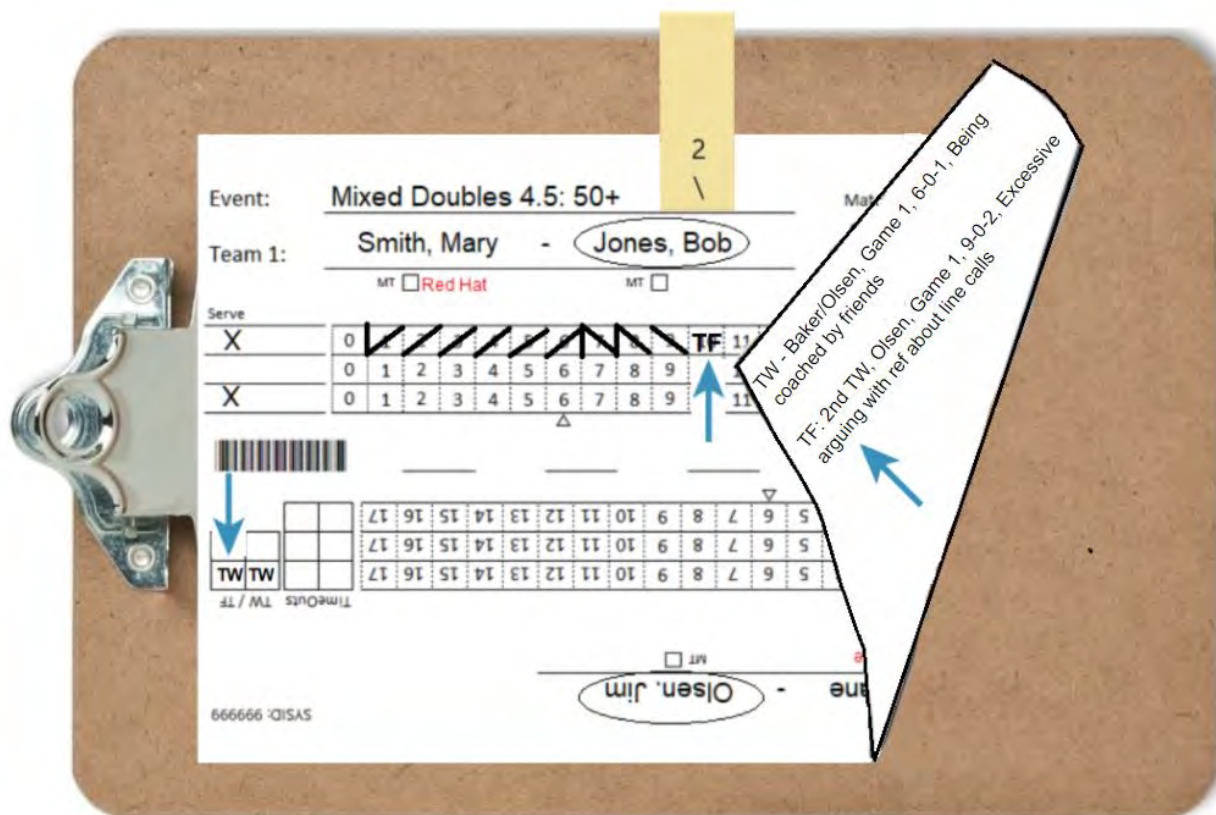 2
\
Event: Mixed Doubles 4.5: 50+
Team 1: Smith, Mary - Jones, Bob
MT Red Hat MT
Serve
X 0 2 3 4 5 TF 11
0 1 2 3 4 5 6 7 8 9
X 0 1 2 3 4 5 6 7 8 9 11
TW - Baker/Olsen, Game 1, 6-0-1, Being
coached by friends
TF: 2nd TW, Olsen, Game 1, 9-0-2, Excessive
arguing with ref about line calls
17 16 15 14 13 12 11 10 9 8 7 6 5
17 16 15 14 13 12 11 10 9 8 7 6 5
TW TW 17 16 15 14 13 12 11 10 9 8 7 6 5
TW / TF TimeOuts
MT
Olsen. Jim -
SYSID: 999999